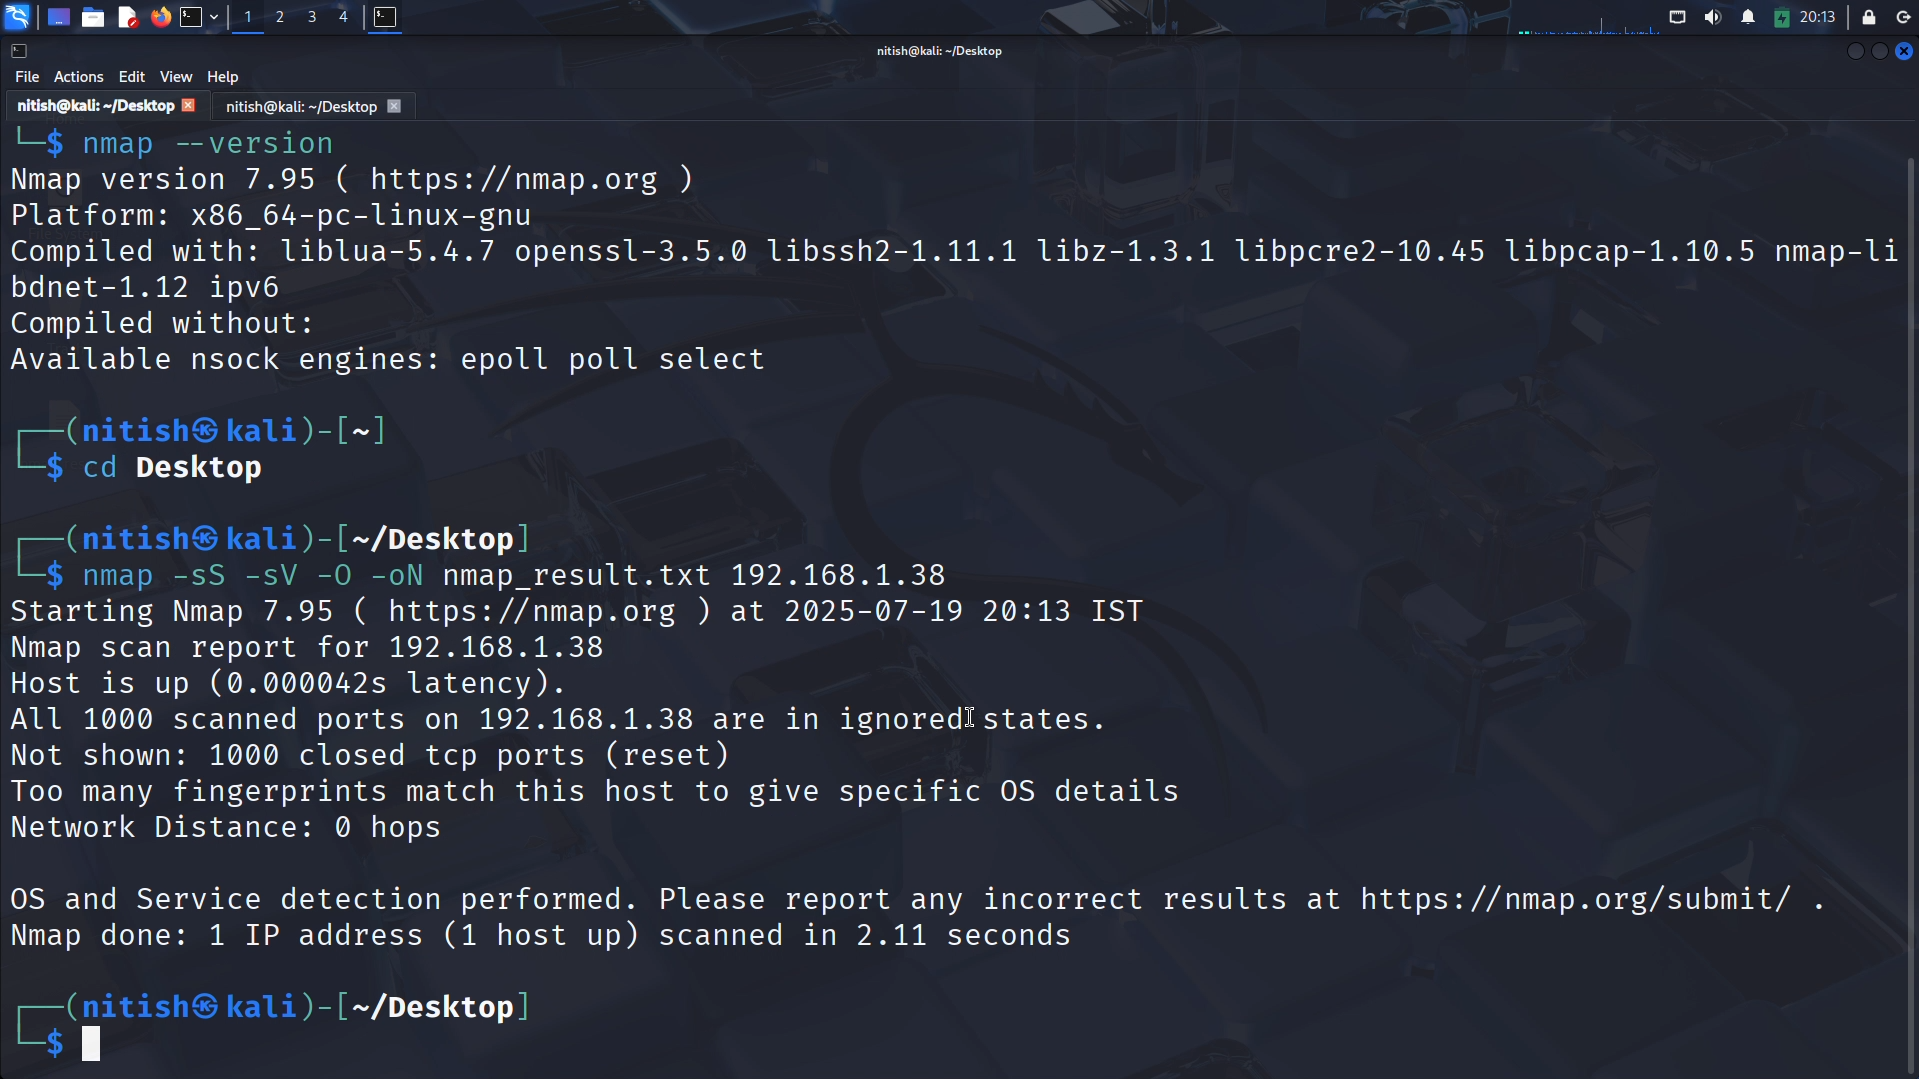 1 2 3 4 20:13
nitish@kali: ~/Desktop
File Actions Edit View Help
nitish@kali: ~/Desktop nitish@kali: ~/Desktop
└─$ nmap --version
Nmap version 7.95 ( https://nmap.org )
Platform: x86_64-pc-linux-gnu
Compiled with: liblua-5.4.7 openssl-3.5.0 libssh2-1.11.1 libz-1.3.1 libpcre2-10.45 libpcap-1.10.5 nmap-li
bdnet-1.12 ipv6
Compiled without:
Available nsock engines: epoll poll select
┌──(nitish㉿kali)-[~]
└─$ cd Desktop
┌──(nitish㉿kali)-[~/Desktop]
└─$ nmap -sS -sV -O -oN nmap_result.txt 192.168.1.38
Starting Nmap 7.95 ( https://nmap.org ) at 2025-07-19 20:13 IST
Nmap scan report for 192.168.1.38
Host is up (0.000042s latency).
All 1000 scanned ports on 192.168.1.38 are in ignored states.
Not shown: 1000 closed tcp ports (reset)
Too many fingerprints match this host to give specific OS details
Network Distance: 0 hops
OS and Service detection performed. Please report any incorrect results at https://nmap.org/submit/ .
Nmap done: 1 IP address (1 host up) scanned in 2.11 seconds
┌──(nitish㉿kali)-[~/Desktop]
└─$